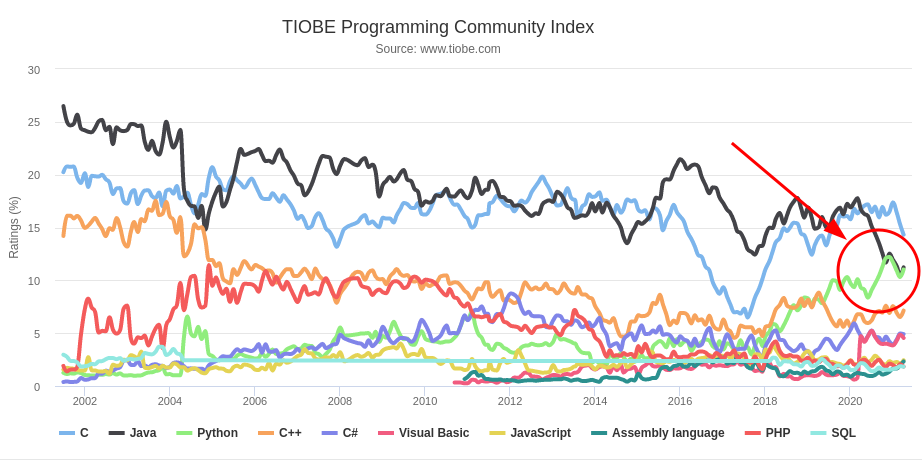 TIOBE Programming Community Index
Source: www.tiobe.com
Ratings (%)
30
25
20
15
10
5
0
2002 2004 2006 2008 2010 2012 2014 2016 2018 2020
C Java Python C++ C# Visual Basic JavaScript Assembly language PHP SQL